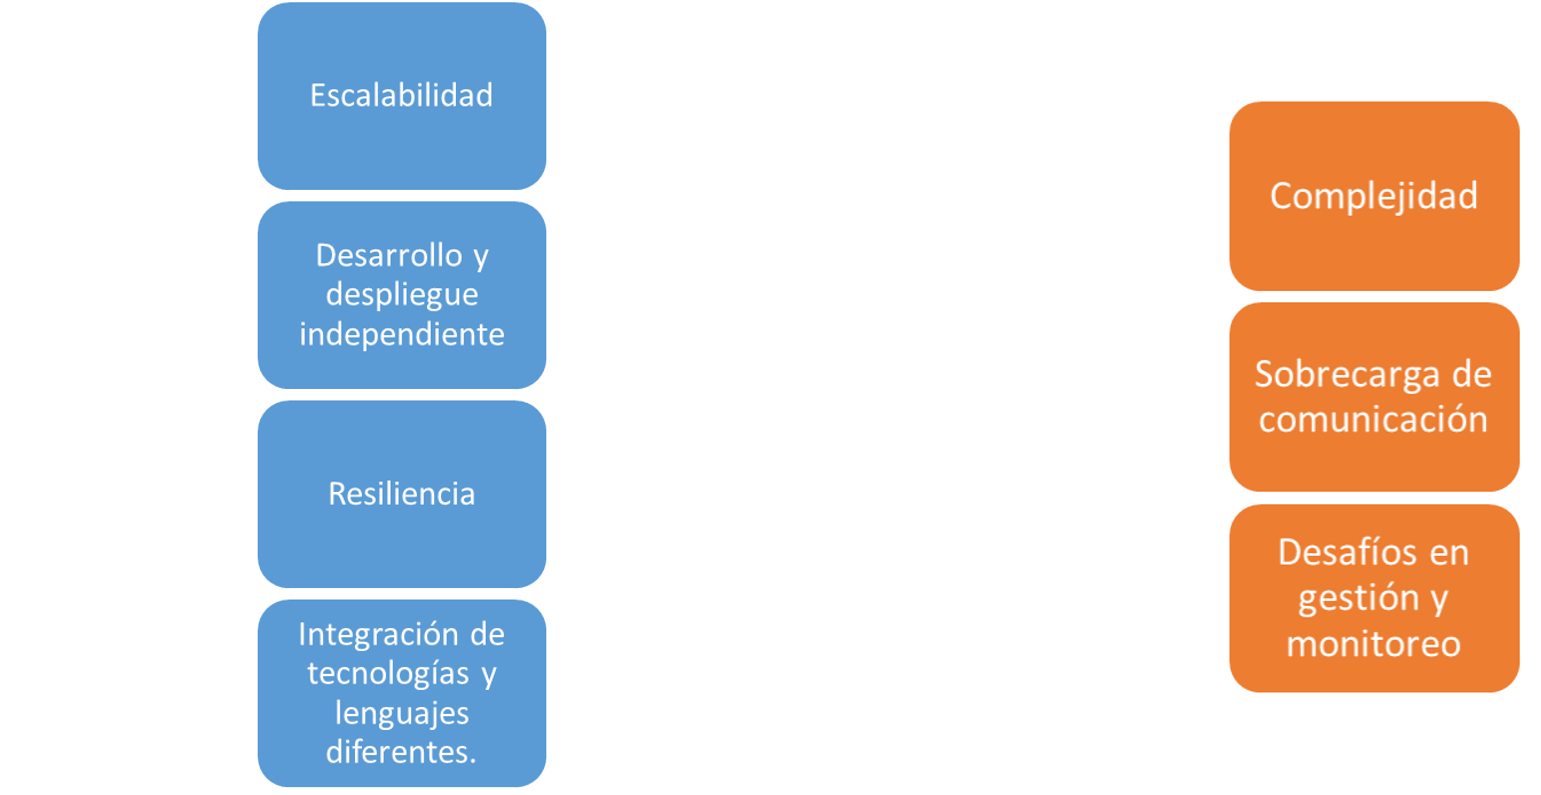 Escalabilidad
Desarrollo y
despliegue
independiente
Resiliencia
Integración de
tecnologías y
lenguajes
diferentes.
Complejidad
Sobrecarga de
comunicación
Desafíos en
gestión y
monitoreo